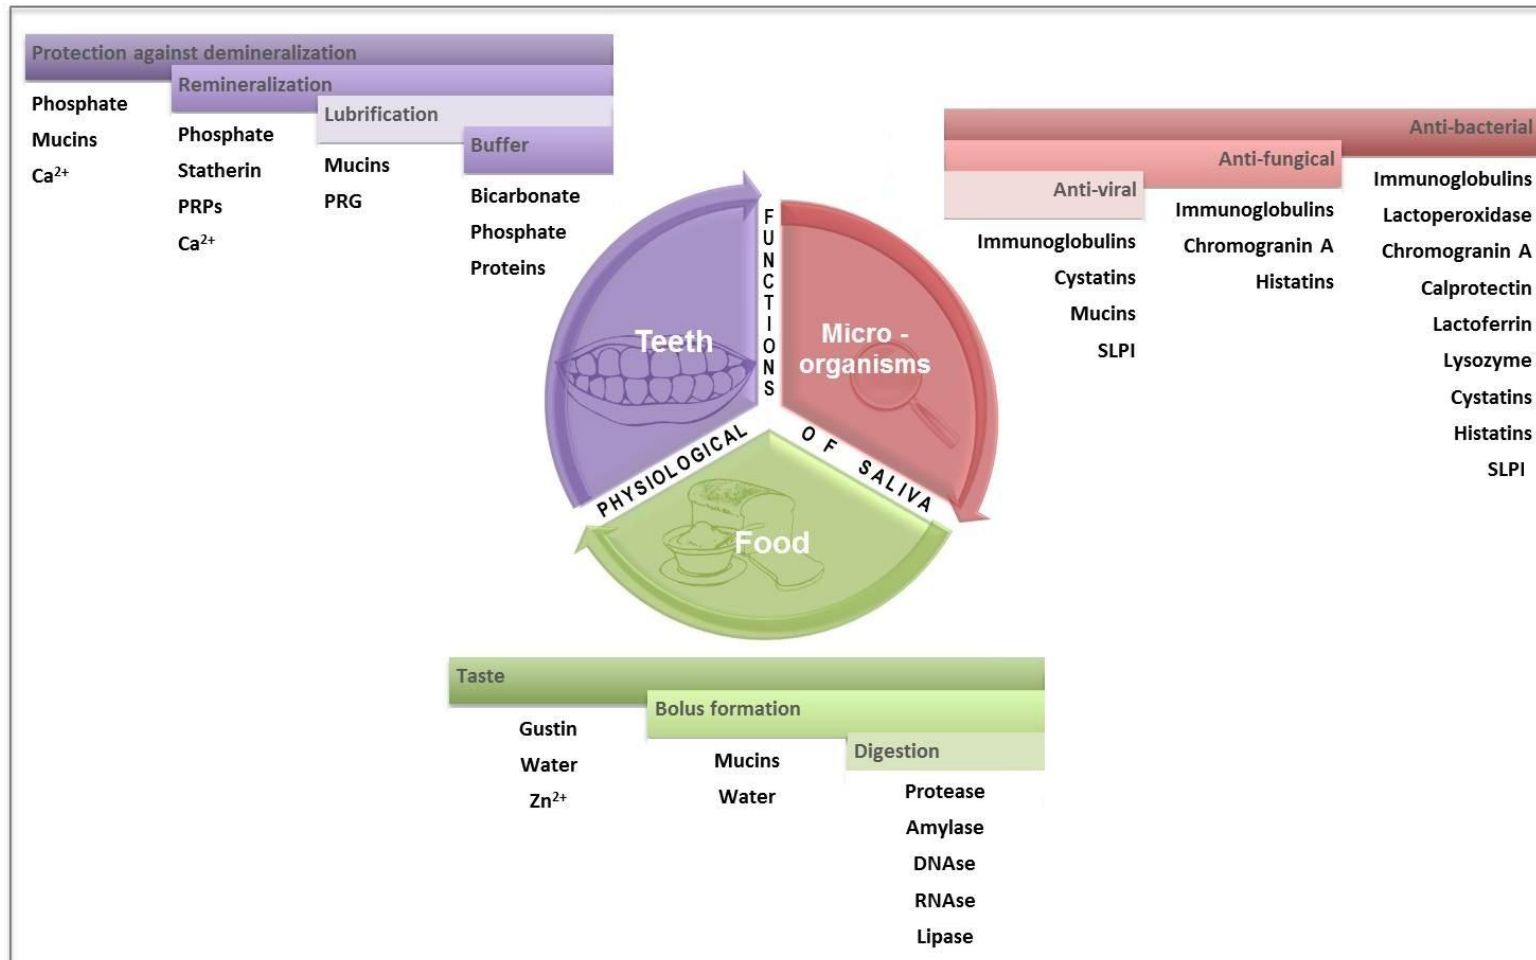 Protection against demineralization
Phosphate
Mucins
Ca²⁺
Remineralization
Phosphate
Statherin
PRPs
Ca²⁺
Lubrification
Mucins
PRG
Buffer
Bicarbonate
Phosphate
Proteins
Anti-bacterial
Immunoglobulins
Lactoperoxidase
Chromogranin A
Calprotectin
Lactoferrin
Lysozyme
Cystatins
Histatins
SLPI
Anti-fungical
Immunoglobulins
Chromogranin A
Histatins
Anti-viral
Immunoglobulins
Cystatins
Mucins
SLPI
Teeth
Micro -
organisms
Food
PHYSIOLOGICAL
FUNCTIONS
OF SALIVA
Taste
Gustin
Water
Zn²⁺
Bolus formation
Mucins
Water
Digestion
Protease
Amylase
DNAse
RNAse
Lipase